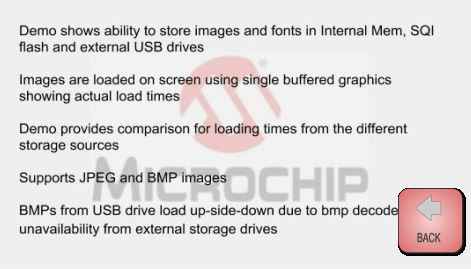 Demo shows ability to store images and fonts in Internal Mem, SQI
flash and external USB drives
Images are loaded on screen using single buffered graphics
showing actual load times
Demo provides comparison for loading times from the different
storage sources
Supports JPEG and BMP images
MICROCHIP
BMPs from USB drive load up-side-down due to bmp decode
unavailability from external storage drives
BACK